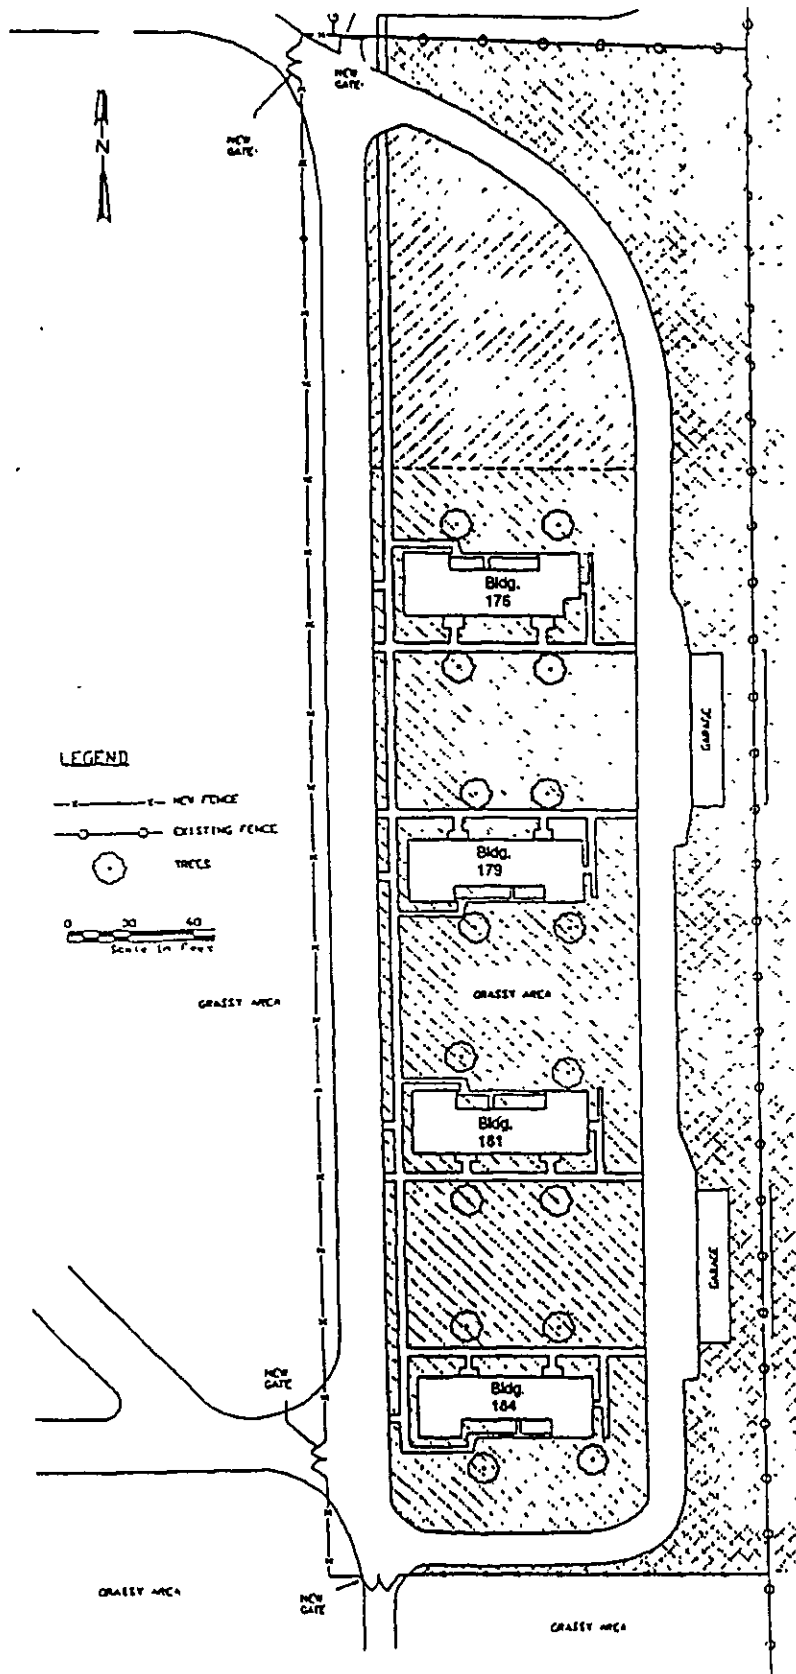 NEW
GATE
NEW
GATE
N
Bldg.
176
GARAGE
LEGEND
NEW FENCE
EXISTING FENCE
TREES
0 20 40
Scale in Feet
Bldg.
179
GRASSY AREA
GRASSY AREA
Bldg.
181
GARAGE
NEW
GATE
Bldg.
184
NEW
GATE
GRASSY AREA
GRASSY AREA